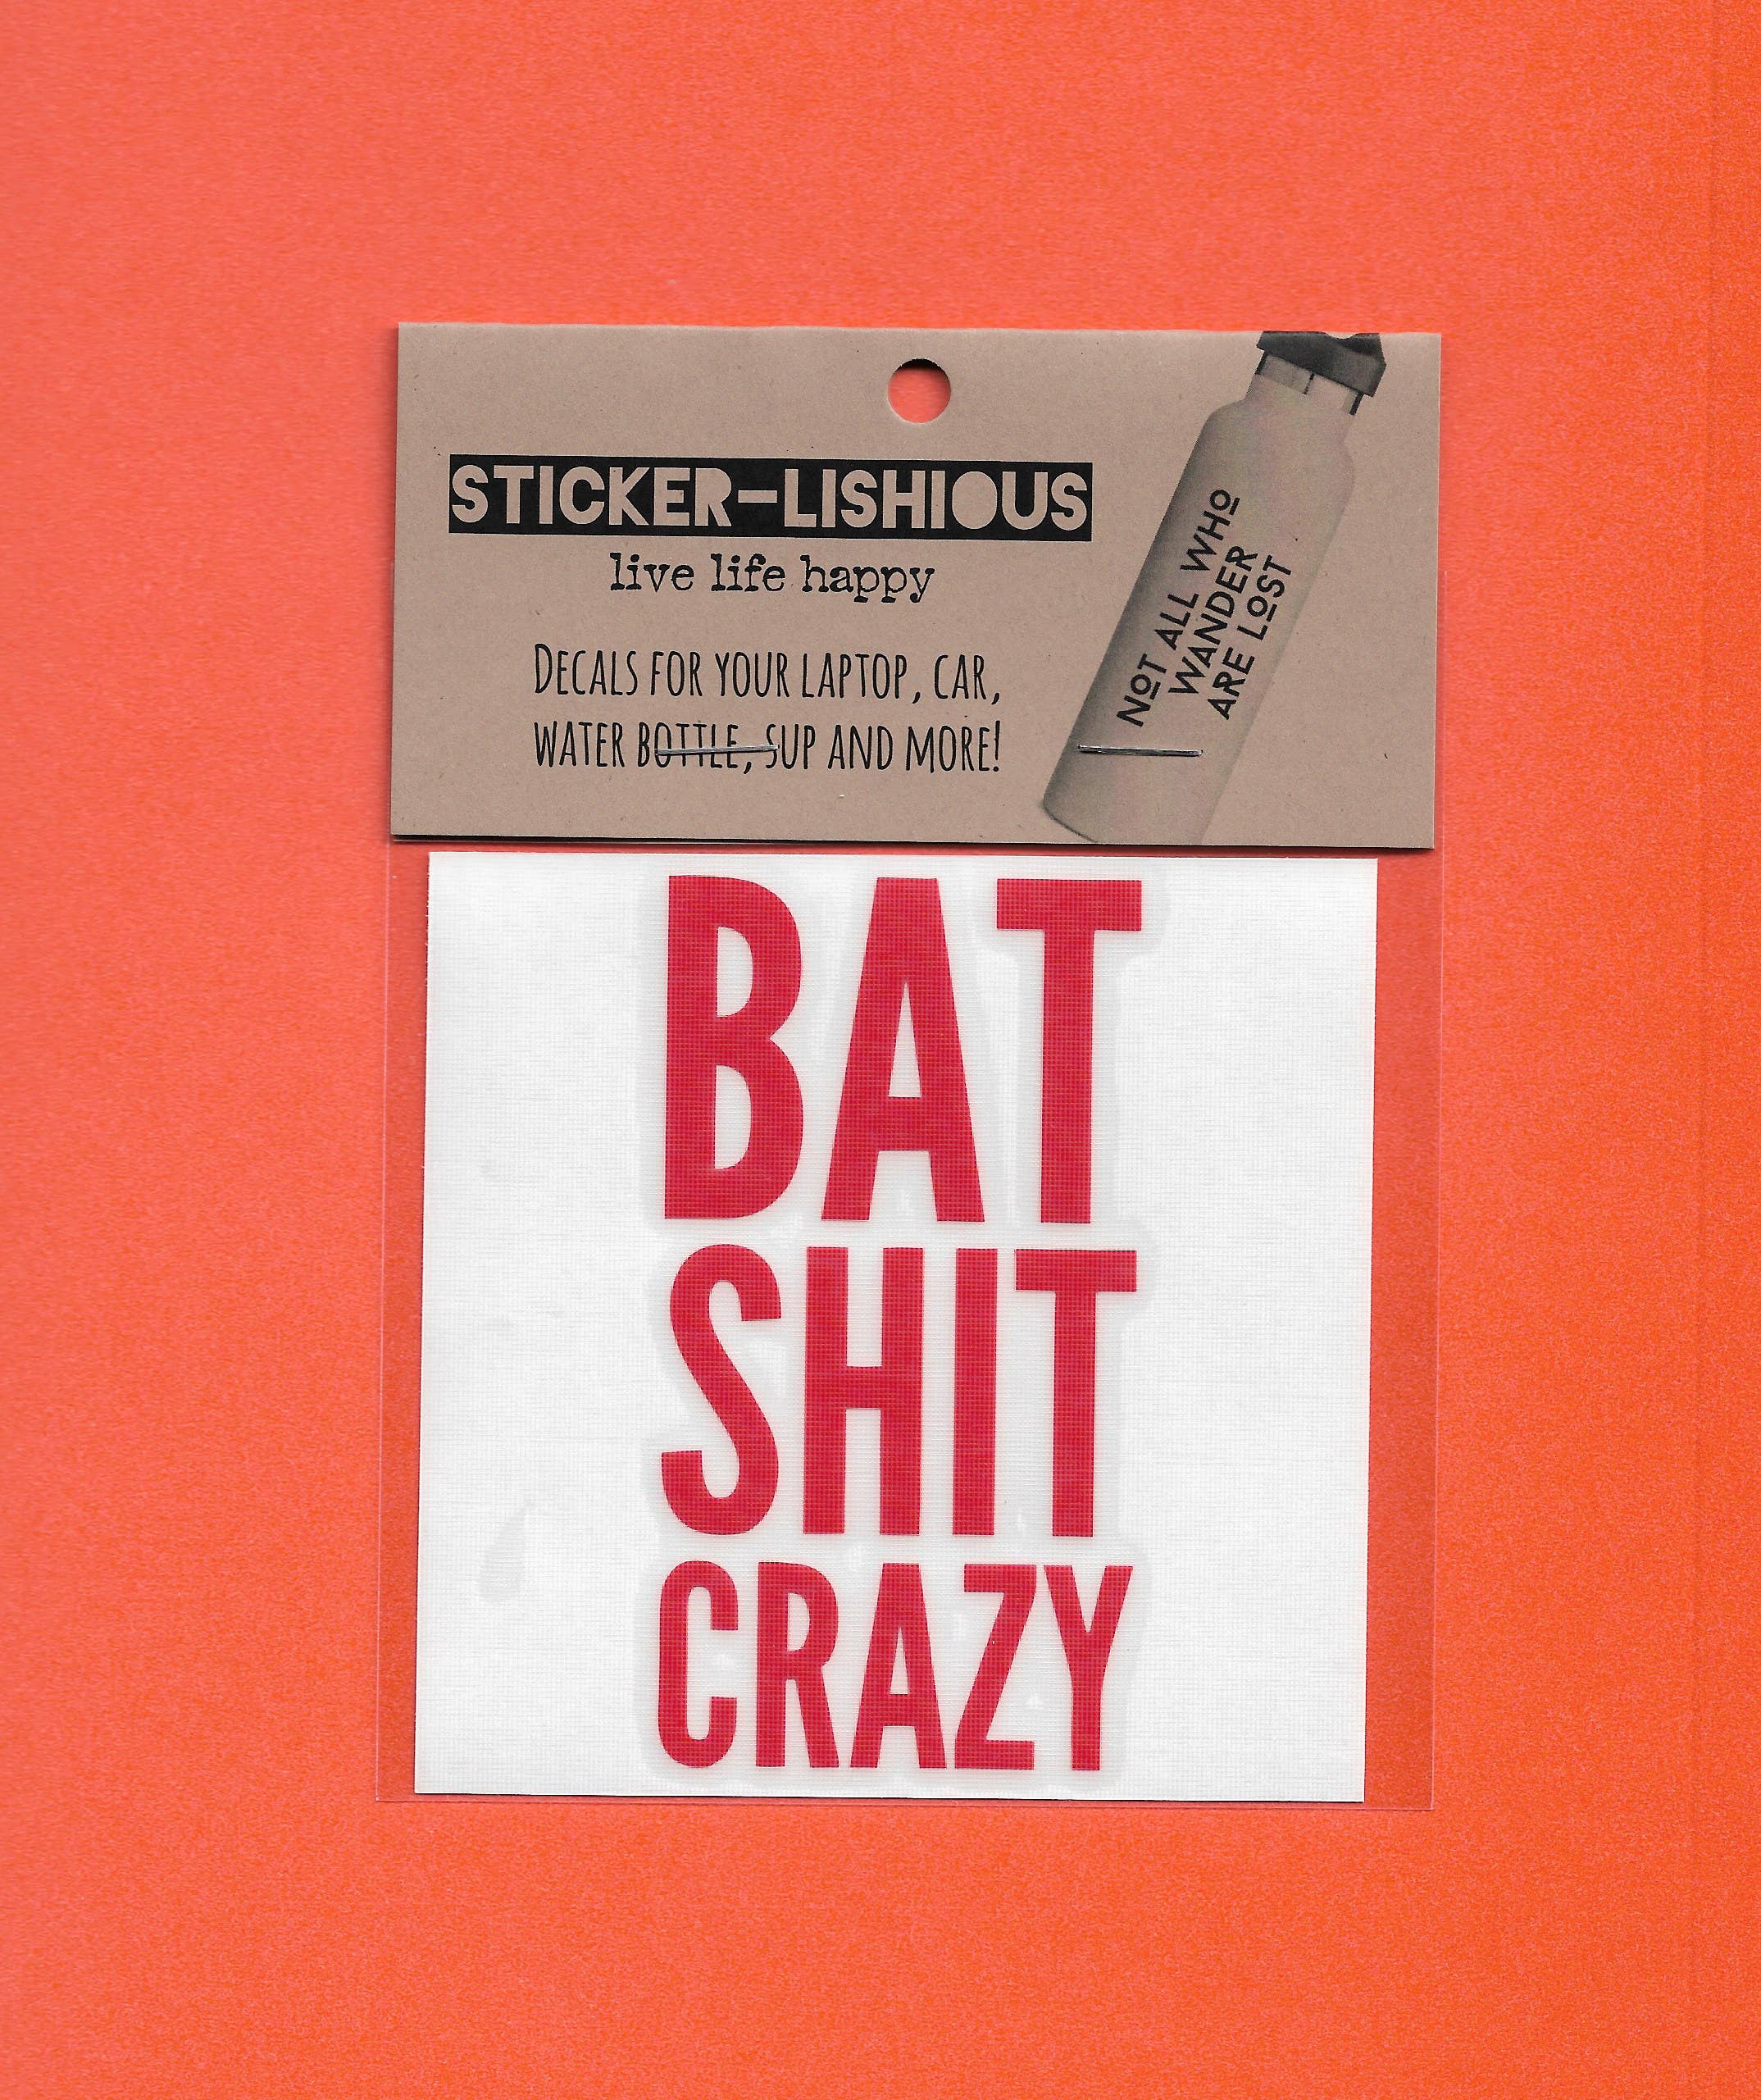 STICKER-LISHIOUS
live life happy
DECALS FOR YOUR LAPTOP, CAR,
WATER BOTTLE, SUP AND MORE!
NOT ALL WHO
WANDER
ARE LOST
BAT
SHIT
CRAZY